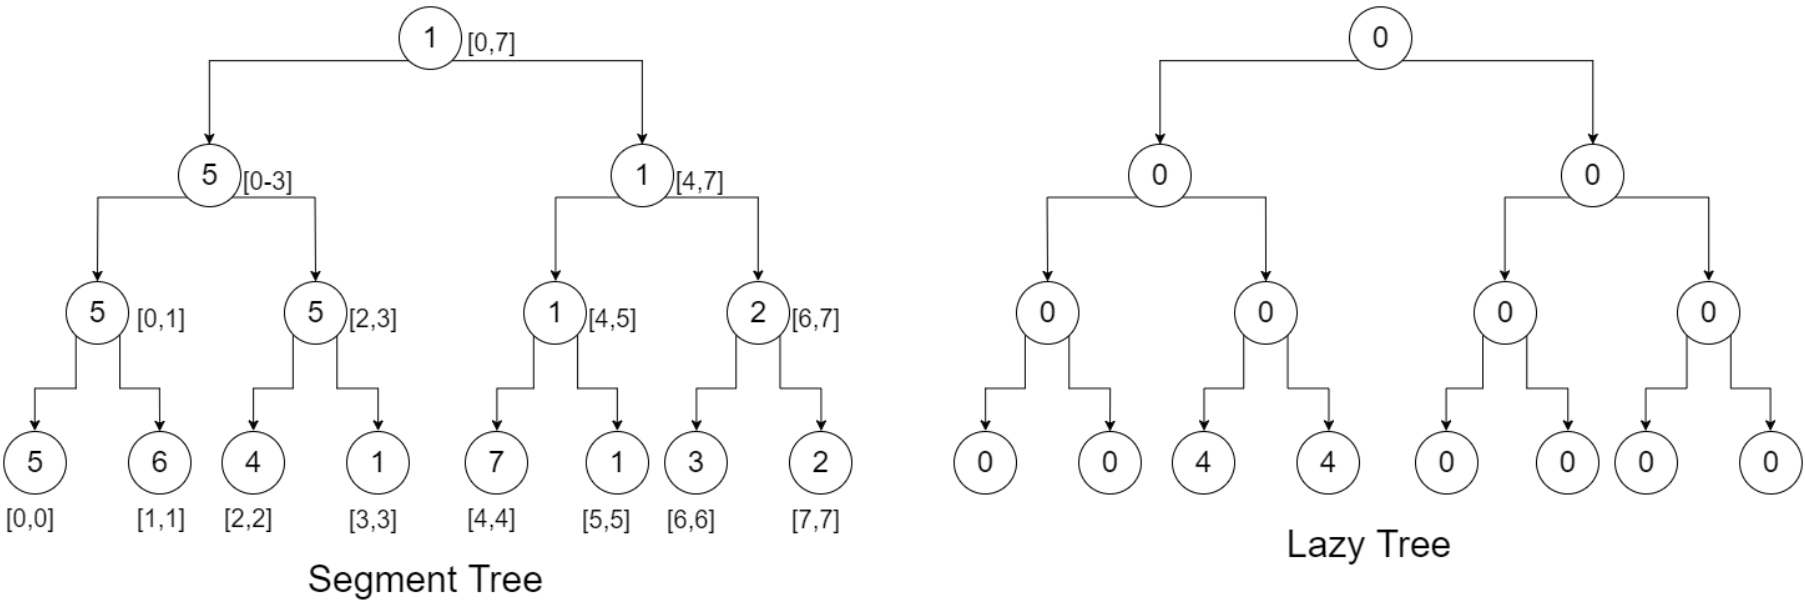 1 [0,7] 0
5 [0-3] 1 [4,7] 0 0
5 [0,1] 5 [2,3] 1 [4,5] 2 [6,7] 0 0 0 0
5 6 4 1 7 1 3 2 0 0 4 4 0 0 0 0
[0,0] [1,1] [2,2] [3,3] [4,4] [5,5] [6,6] [7,7]
Lazy Tree
Segment Tree